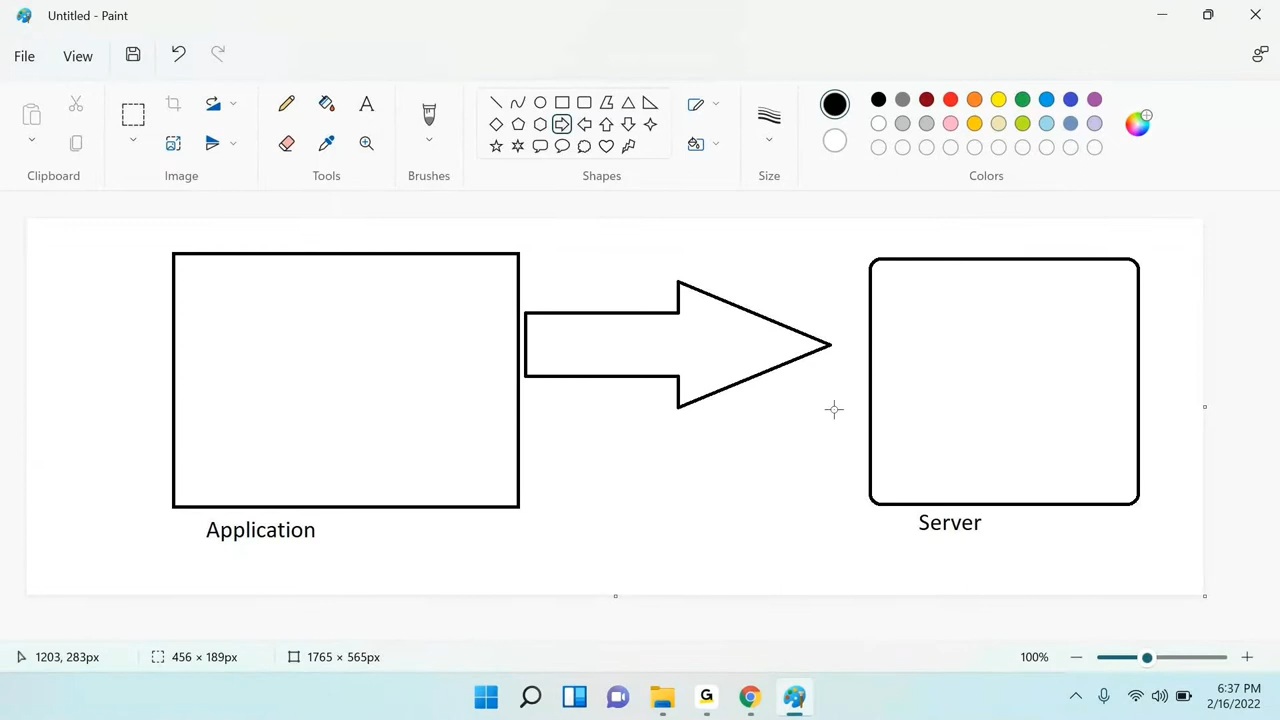 Untitled - Paint
File View
Clipboard
Image
Tools
Brushes
Shapes
Size
Colors
A
Application
Server
1203, 283px
456 × 189px
1765 × 565px
100%
G
6:37 PM
2/16/2022